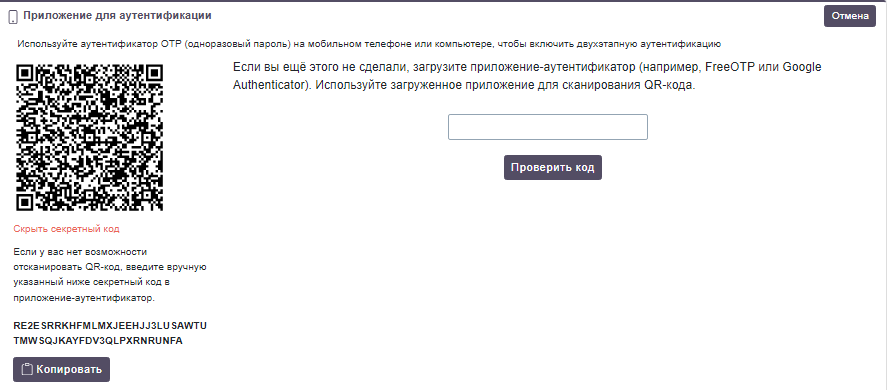 Приложение для аутентификации
Отмена
Используйте аутентификатор OTP (одноразовый пароль) на мобильном телефоне или компьютере, чтобы включить двухэтапную аутентификацию
Если вы ещё этого не сделали, загрузите приложение-аутентификатор (например, FreeOTP или Google
Authenticator). Используйте загруженное приложение для сканирования QR-кода.
Проверить код
Скрыть секретный код
Если у вас нет возможности
отсканировать QR-код, введите вручную
указанный ниже секретный код в
приложение-аутентификатор.
RE2ESRRKHFMLMXJEEHJJ3LUSAWTU
TMWSQJKAYFDV3QLPXRNRUNFA
Копировать